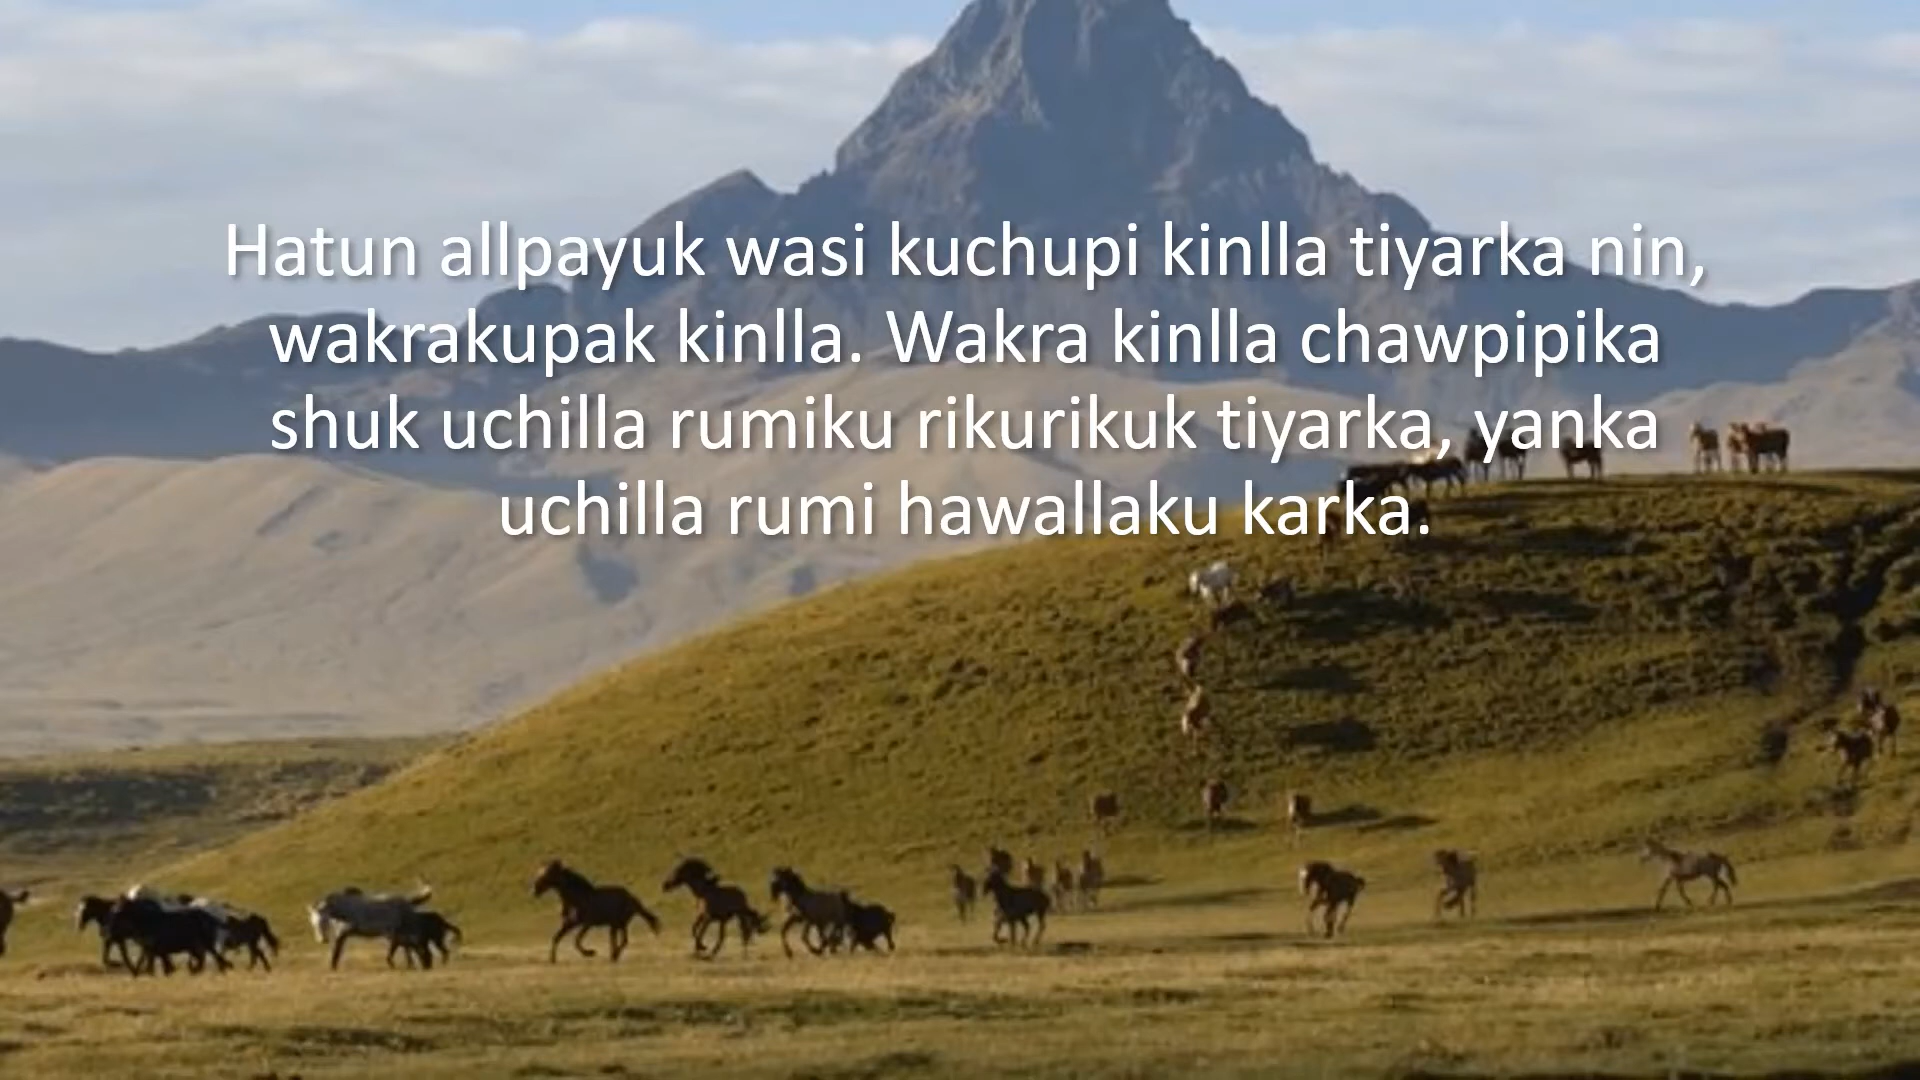 Hatun allpayuk wasi kuchupi kinlla tiyarka nin,
wakrakupak kinlla. Wakra kinlla chawpipika
shuk uchilla rumiku rikurikuk tiyarka, yanka
uchilla rumi hawallaku karka.